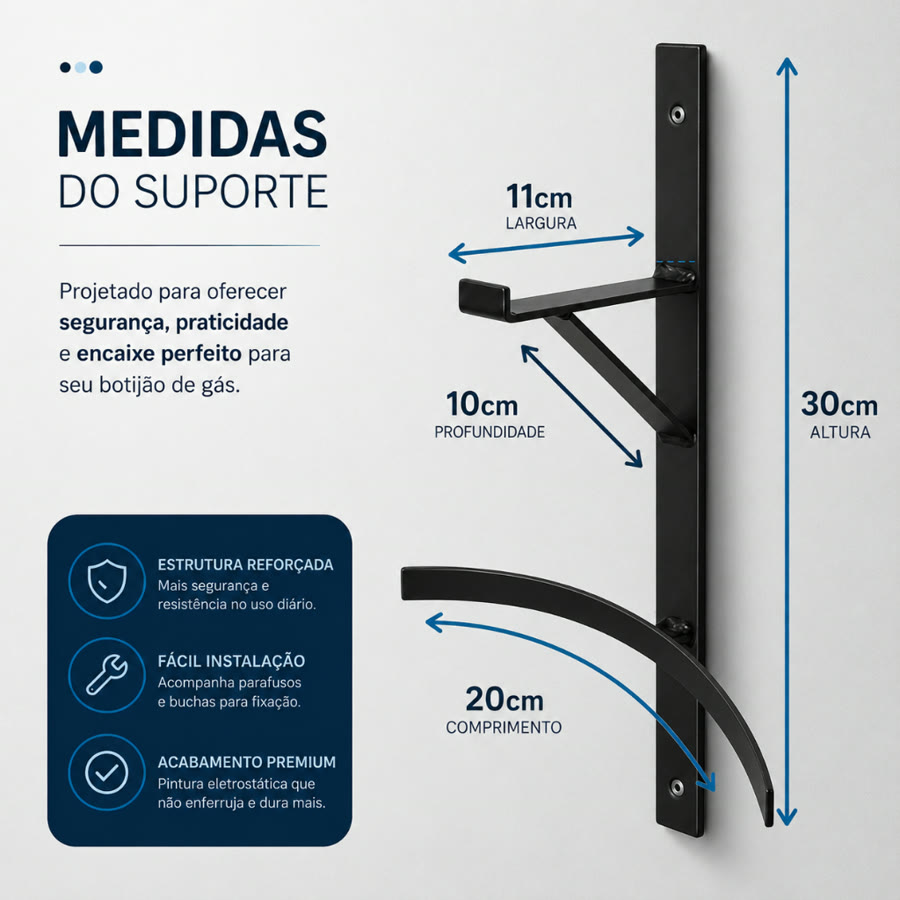 MEDIDAS
DO SUPORTE
Projetado para oferecer
segurança, praticidade
e encaixe perfeito para
seu botijão de gás.
11cm
LARGURA
10cm
PROFUNDIDADE
30cm
ALTURA
20cm
COMPRIMENTO
ESTRUTURA REFORÇADA
Mais segurança e
resistência no uso diário.
FÁCIL INSTALAÇÃO
Acompanha parafusos
e buchas para fixação.
ACABAMENTO PREMIUM
Pintura eletrostática que
não enferruja e dura mais.